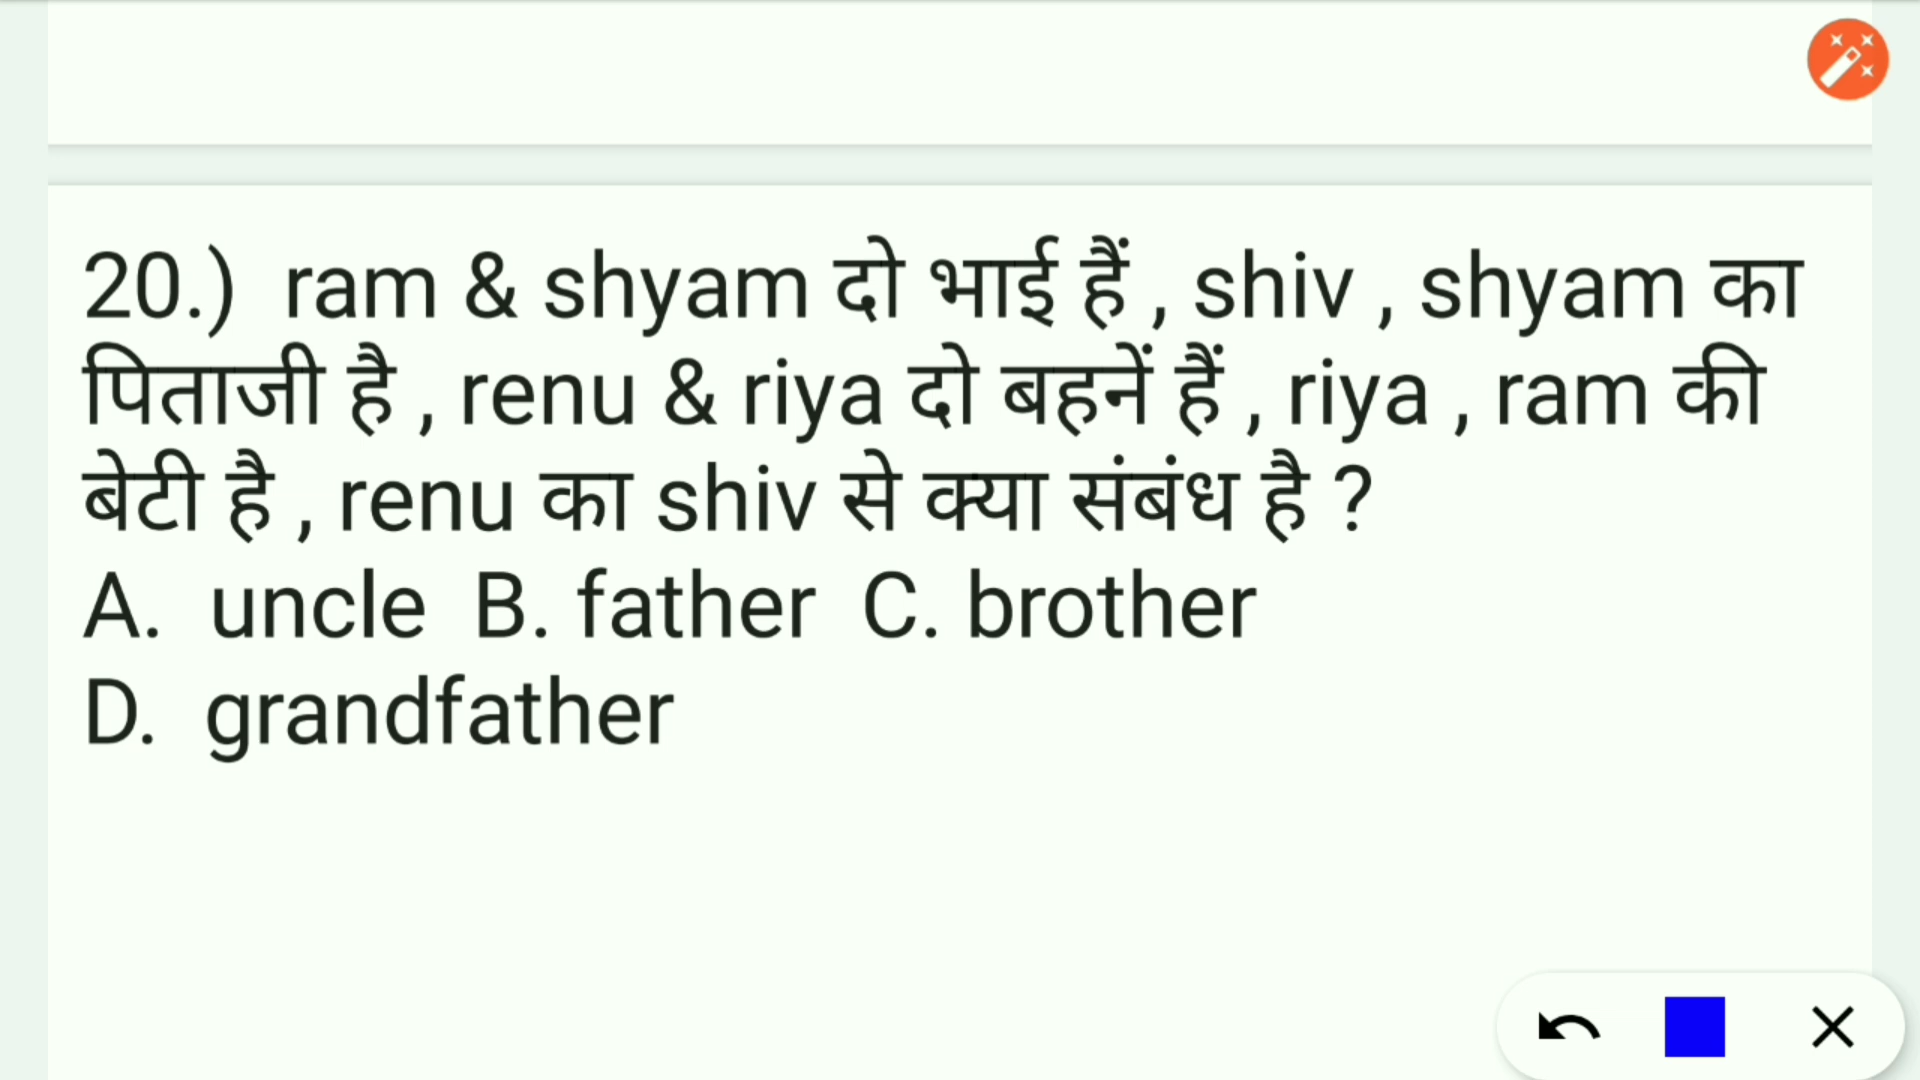 20.) ram & shyam दो भाई हैं , shiv , shyam का
पिताजी है , renu & riya दो बहनें हैं , riya , ram की
बेटी है , renu का shiv से क्या संबंध है ?
A. uncle B. father C. brother
D. grandfather